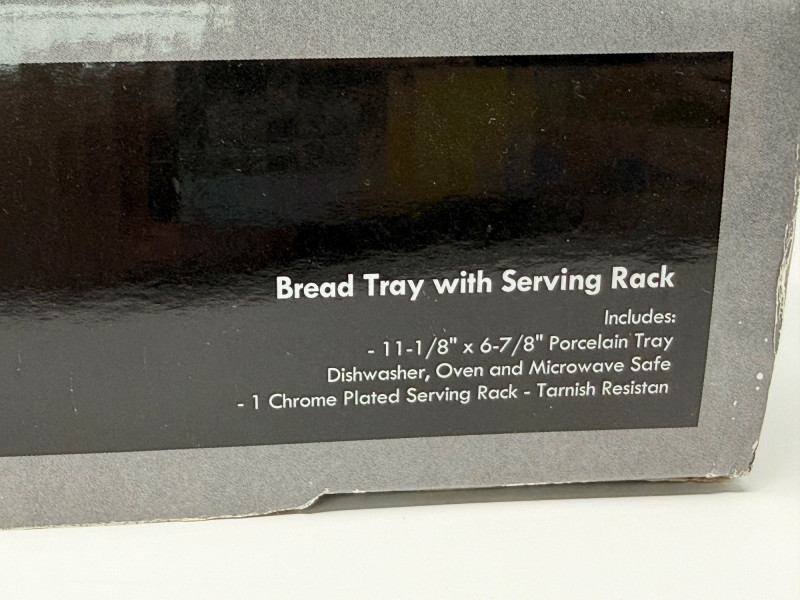 Bread Tray with Serving Rack
Includes:
- 11-1/8" x 6-7/8" Porcelain Tray
Dishwasher, Oven and Microwave Safe
- 1 Chrome Plated Serving Rack - Tarnish Resistan